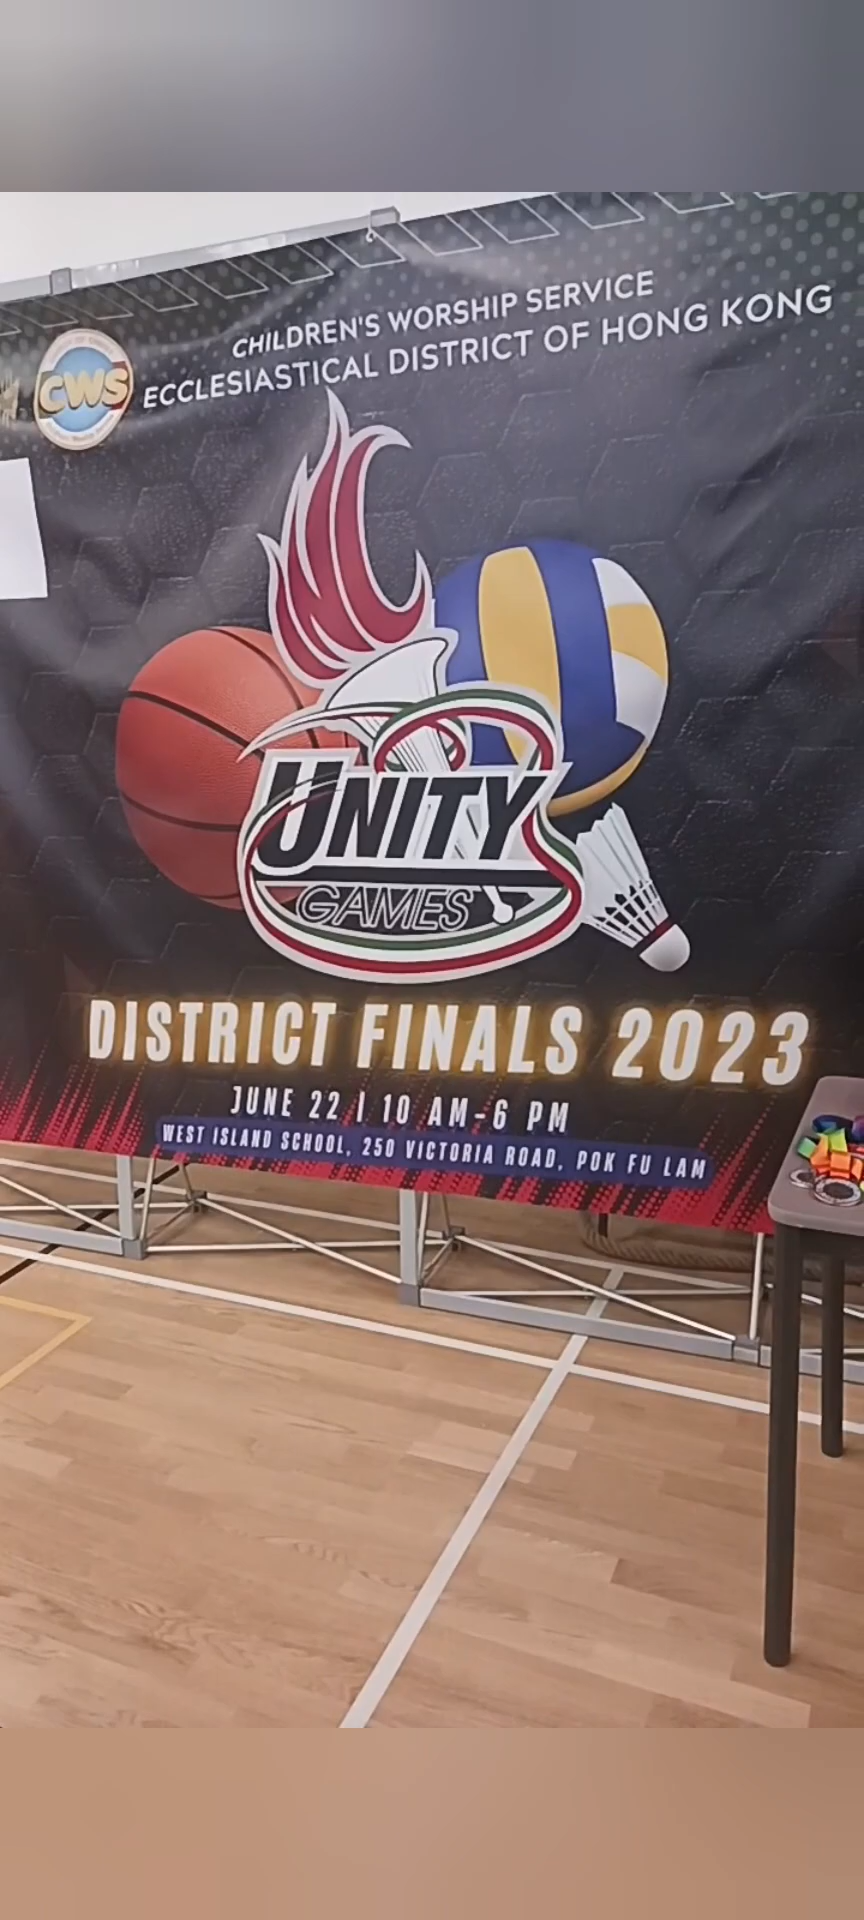 CHILDREN'S WORSHIP SERVICE
ECCLESIASTICAL DISTRICT OF HONG KONG
CWS
UNITY
GAMES
DISTRICT FINALS 2023
JUNE 22 | 10 AM-6 PM
WEST ISLAND SCHOOL, 250 VICTORIA ROAD, POK FU LAM